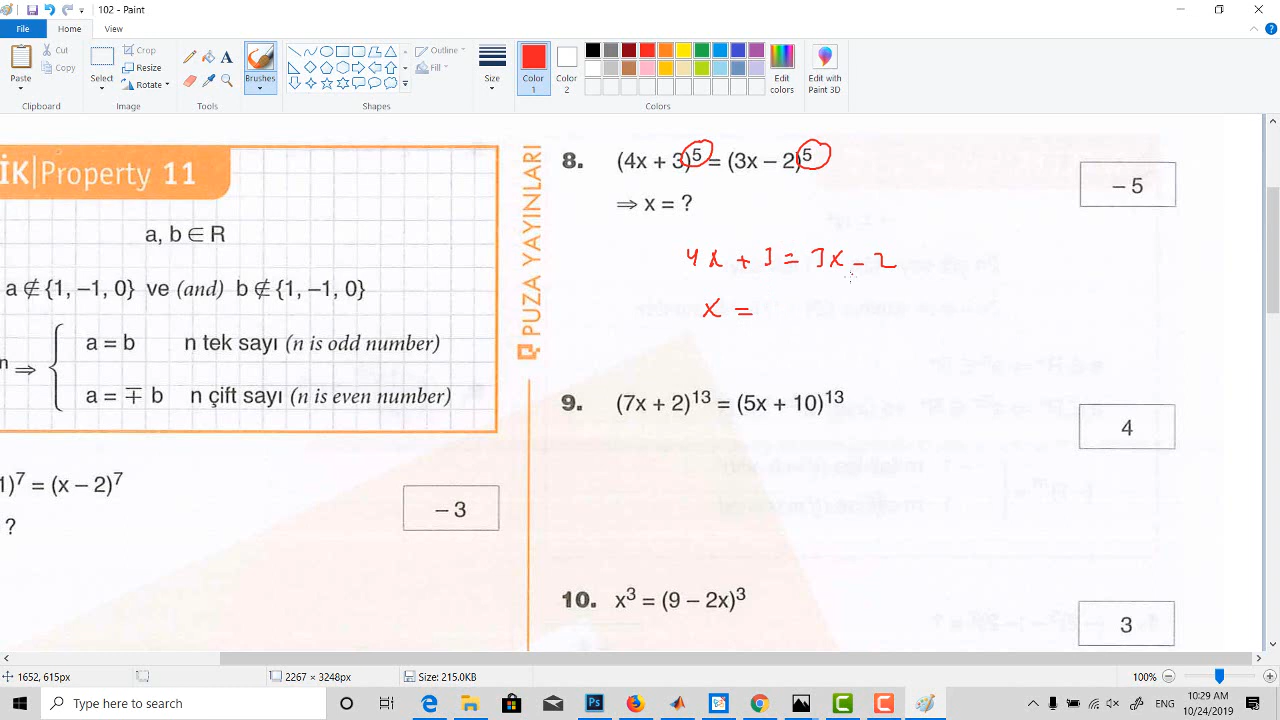 102 - Paint
File Home View
Paste Cut Copy
Clipboard
Select Crop Resize Rotate
Image
Tools
Brushes
Outline Fill
Shapes
Size
Color 1 Color 2
Edit colors
Colors
Edit with Paint 3D
İK|Property 11
a, b ∈ R
a ∉ {1, –1, 0} ve (and) b ∉ {1, –1, 0}
n ⇒
a = b n tek sayı (n is odd number)
a = ∓ b n çift sayı (n is even number)
1)⁷ = (x – 2)⁷
?
– 3
PUZA YAYINLARI
8. (4x + 3)⁵ = (3x – 2)⁵
⇒ x = ?
– 5
4x + 3 = 3x – 2
x =
9. (7x + 2)¹³ = (5x + 10)¹³
4
10. x³ = (9 – 2x)³
3
1652, 615px
2267 × 3248px
Size: 215.0KB
100%
Type here to search
ENG
10:29 AM
10/24/2019